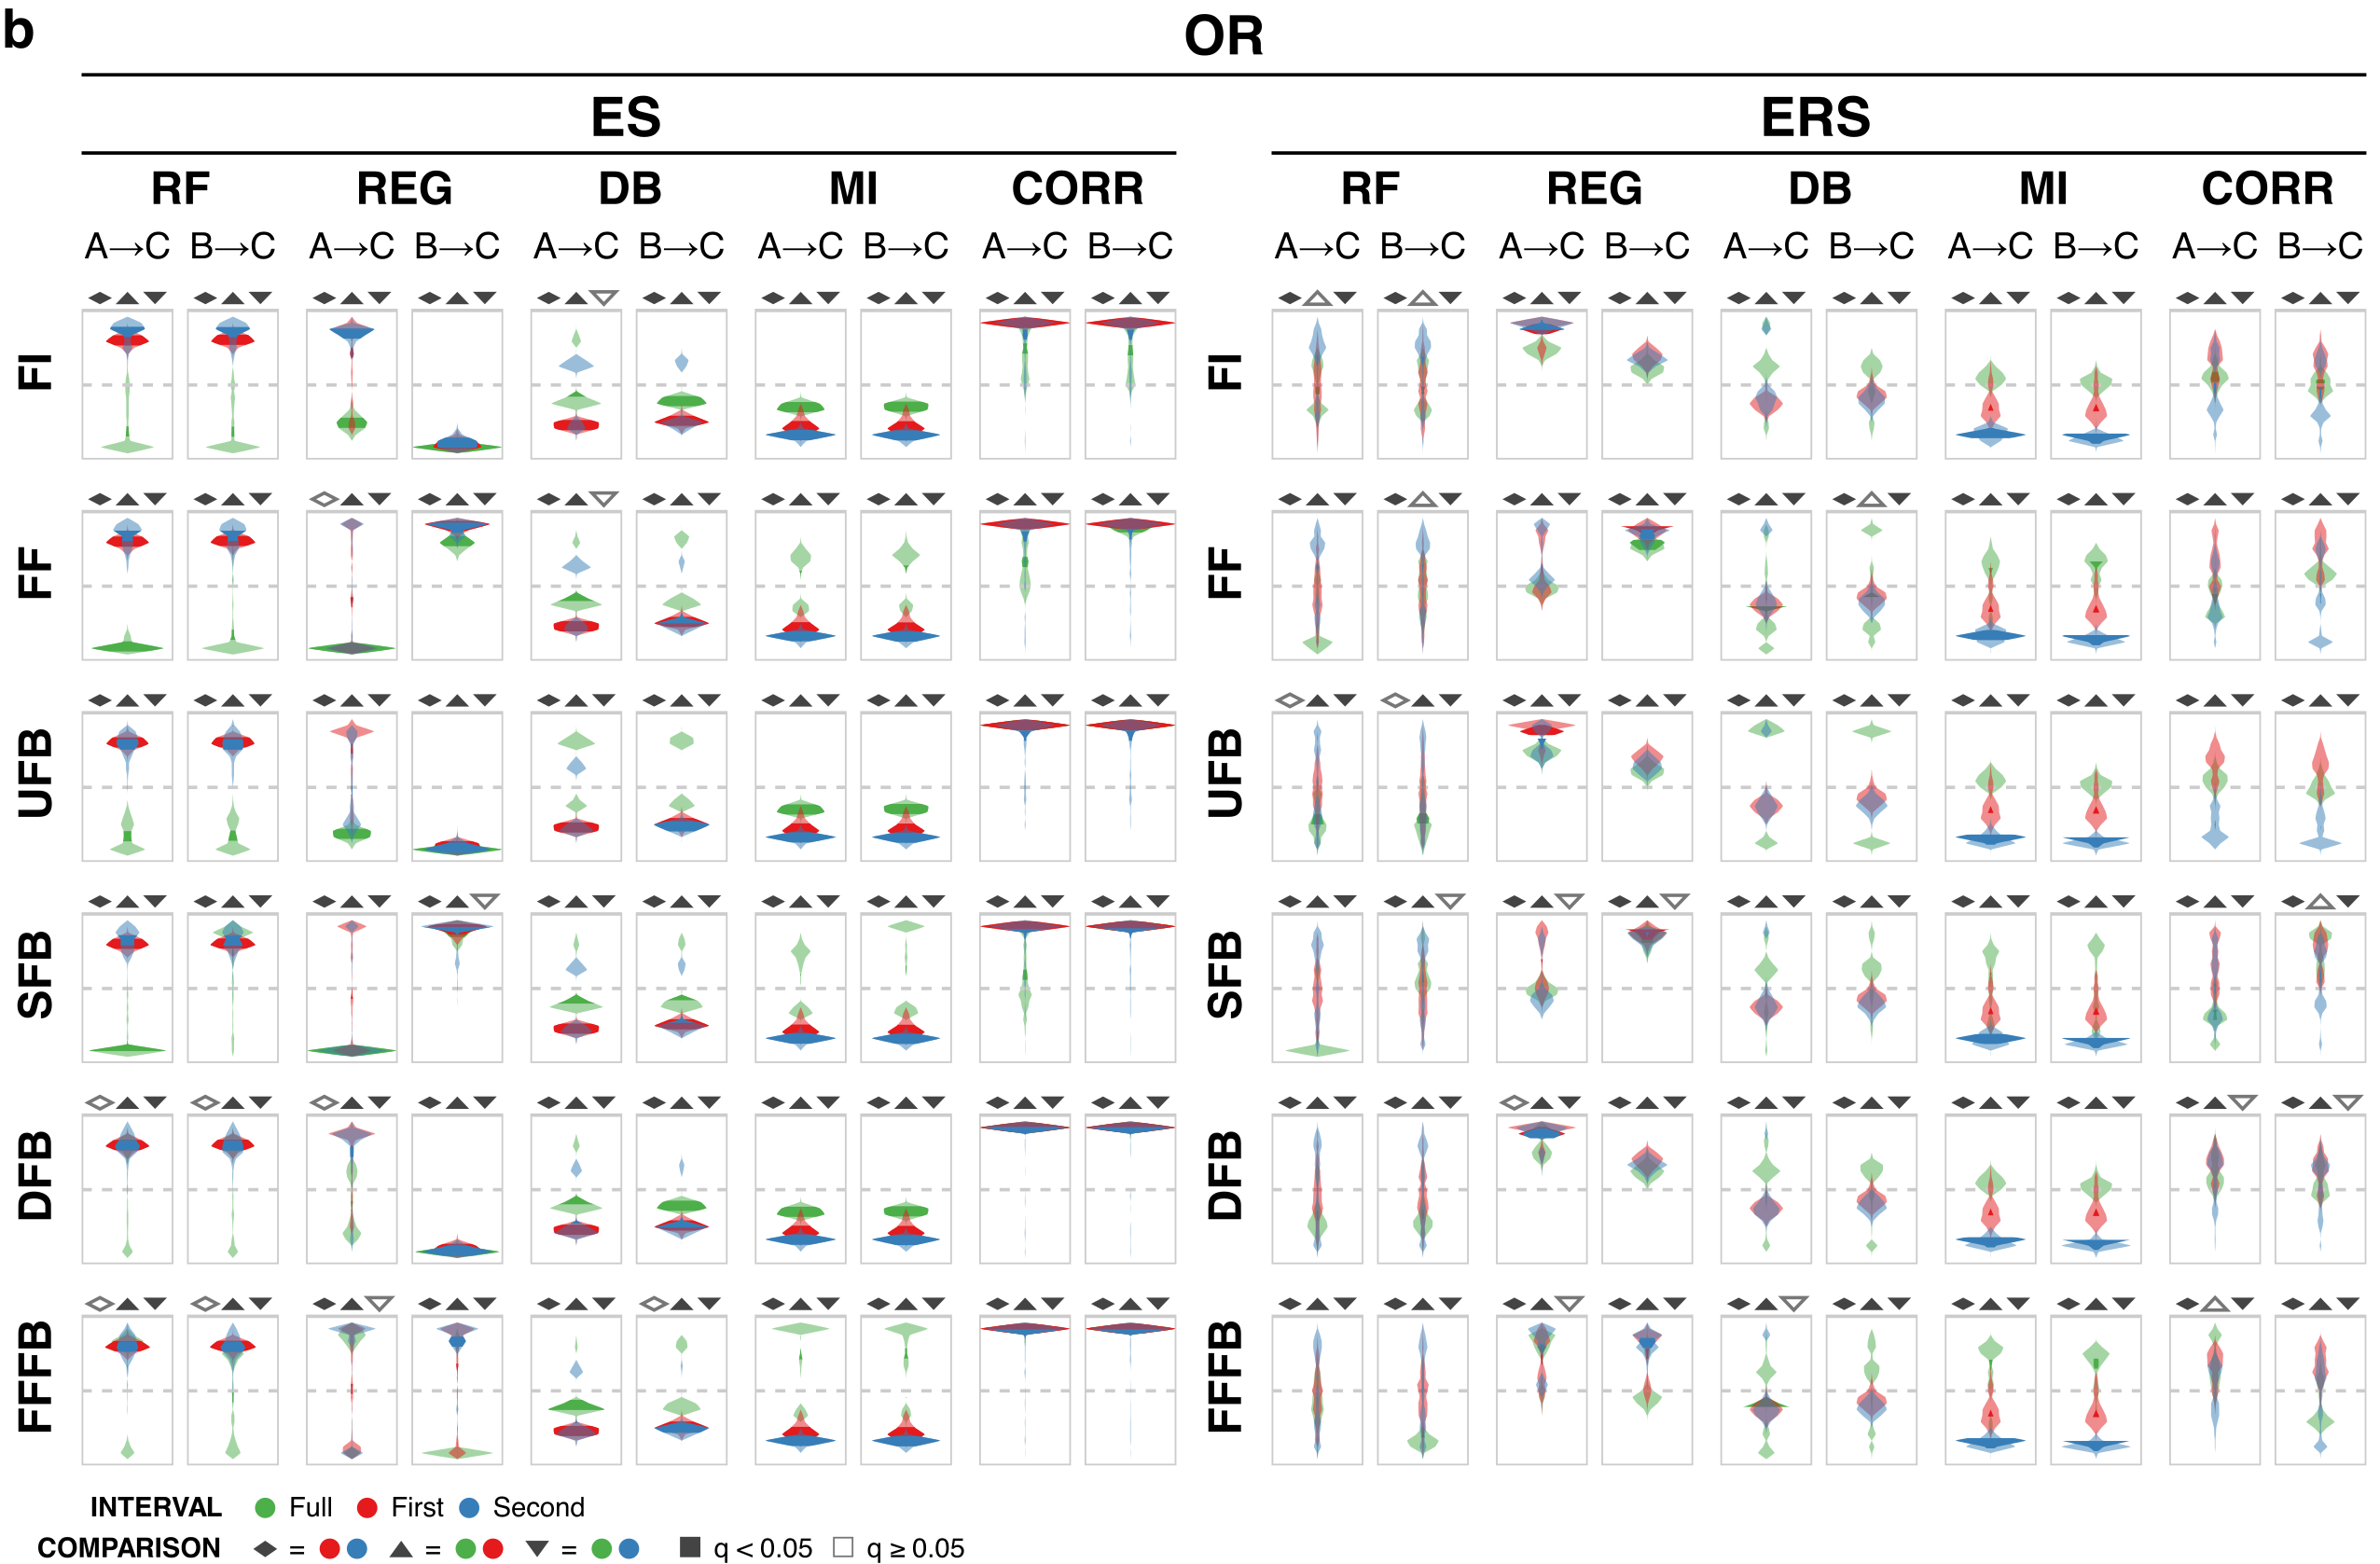 b
OR
ES ERS
RF REG DB MI CORR RF REG DB MI CORR
A→C B→C A→C B→C A→C B→C A→C B→C A→C B→C A→C B→C A→C B→C A→C B→C A→C B→C A→C B→C
FI FI
FF FF
UFB UFB
SFB SFB
DFB DFB
FFFB FFFB
INTERVAL Full First Second
COMPARISON ◆ = ▲ = ▼ = q < 0.05 q ≥ 0.05